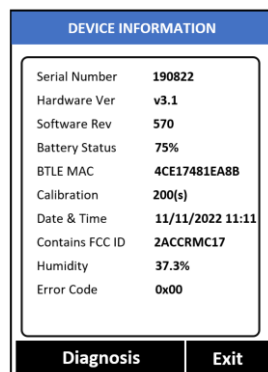 DEVICE INFORMATION
Serial Number 190822
Hardware Ver v3.1
Software Rev 570
Battery Status 75%
BTLE MAC 4CE17481EA8B
Calibration 200(s)
Date & Time 11/11/2022 11:11
Contains FCC ID 2ACCRMC17
Humidity 37.3%
Error Code 0x00
Diagnosis Exit